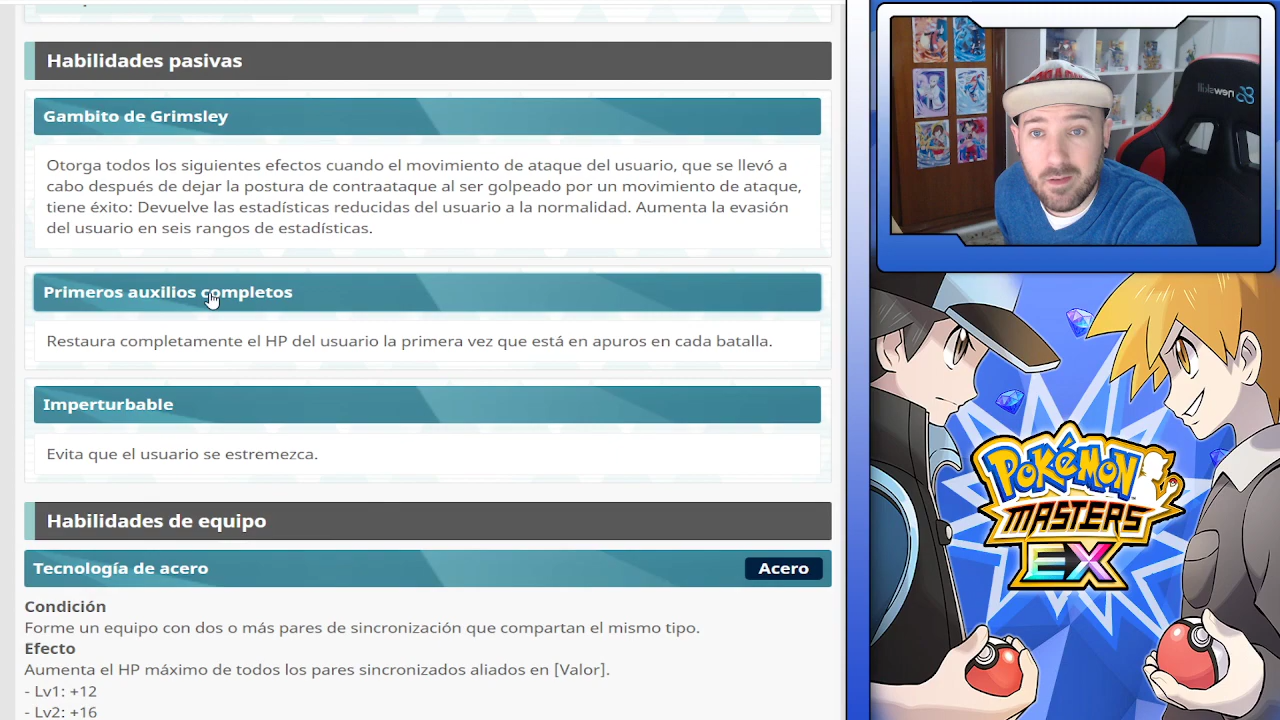 Habilidades pasivas
Gambito de Grimsley
Otorga todos los siguientes efectos cuando el movimiento de ataque del usuario, que se llevó a
cabo después de dejar la postura de contraataque al ser golpeado por un movimiento de ataque,
tiene éxito: Devuelve las estadísticas reducidas del usuario a la normalidad. Aumenta la evasión
del usuario en seis rangos de estadísticas.
Primeros auxilios completos
Restaura completamente el HP del usuario la primera vez que está en apuros en cada batalla.
Imperturbable
Evita que el usuario se estremezca.
Habilidades de equipo
Tecnología de acero
Acero
Condición
Forme un equipo con dos o más pares de sincronización que compartan el mismo tipo.
Efecto
Aumenta el HP máximo de todos los pares sincronizados aliados en [Valor].
- Lv1: +12
- Lv2: +16
newskill
POKéMON
MASTERS
EX